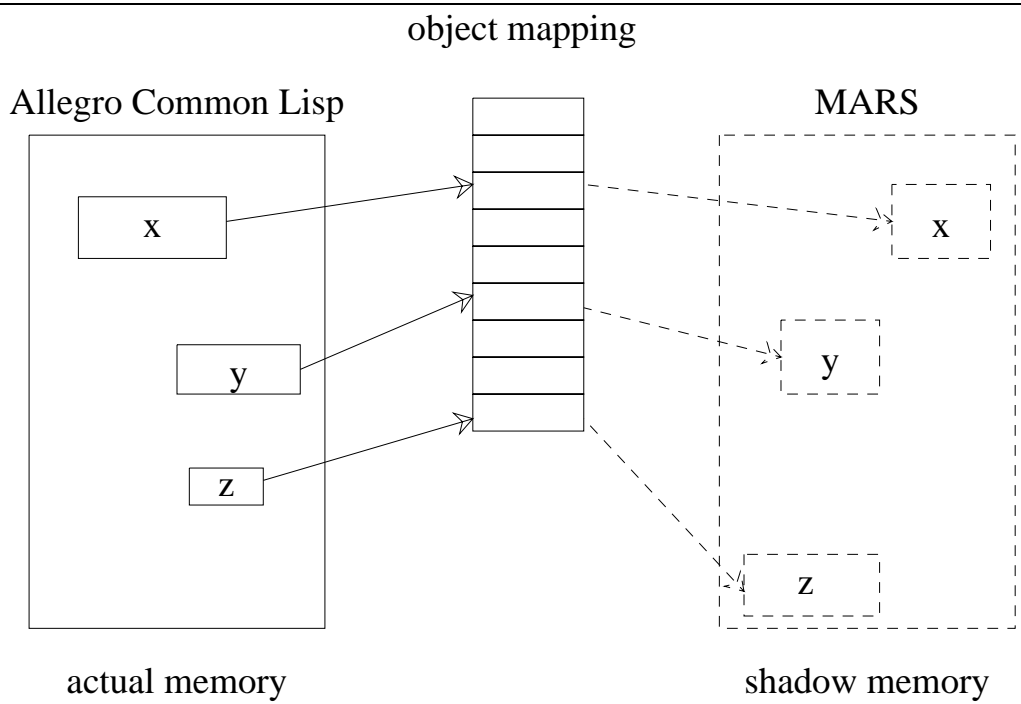 object mapping
Allegro Common Lisp
MARS
x
x
y
y
z
z
actual memory
shadow memory